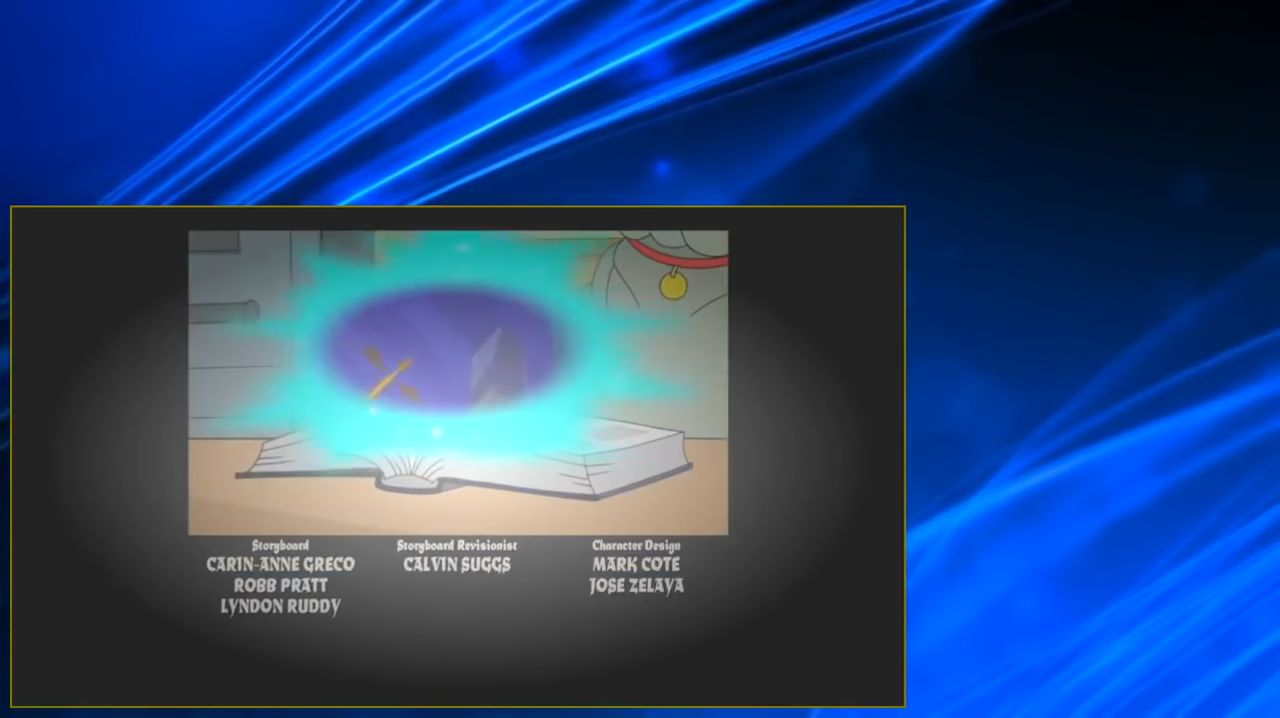 Storyboard
CARIN-ANNE GRECO
ROBB PRATT
LYNDON RUDDY
Storyboard Revisionist
CALVIN SUGGS
Character Design
MARK COTE
JOSE ZELAYA